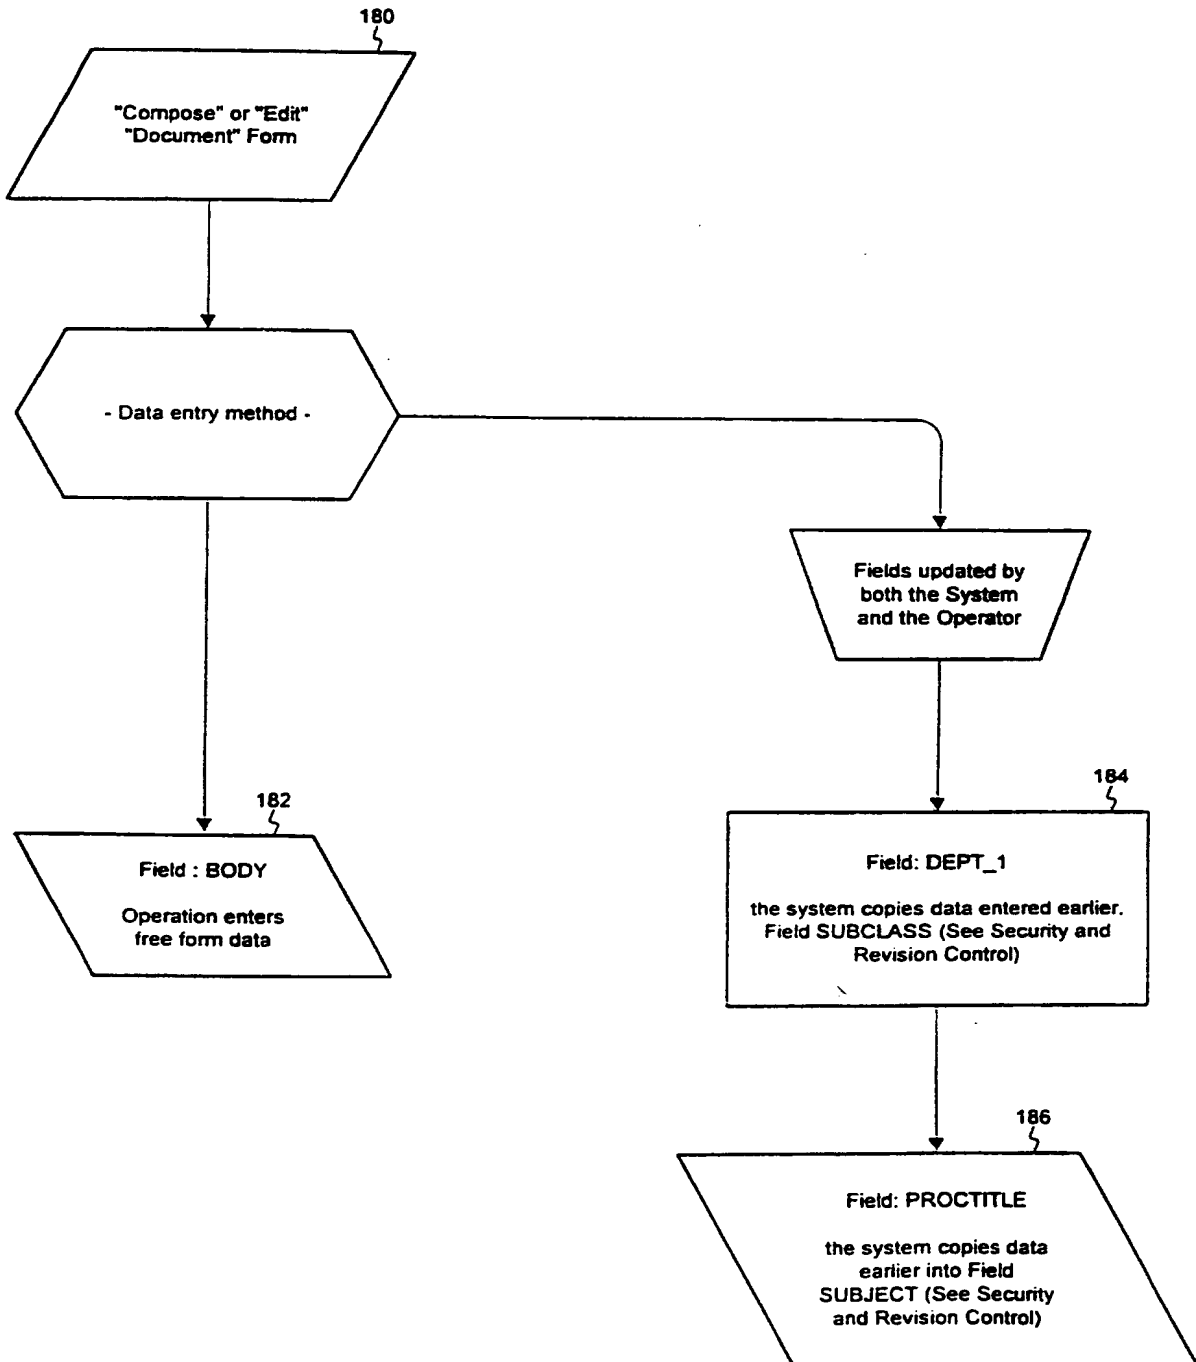 180
"Compose" or "Edit"
"Document" Form
- Data entry method -
Fields updated by
both the System
and the Operator
182
Field : BODY
Operation enters
free form data
184
Field: DEPT_1
the system copies data entered earlier.
Field SUBCLASS (See Security and
Revision Control)
186
Field: PROCTITLE
the system copies data
earlier into Field
SUBJECT (See Security
and Revision Control)